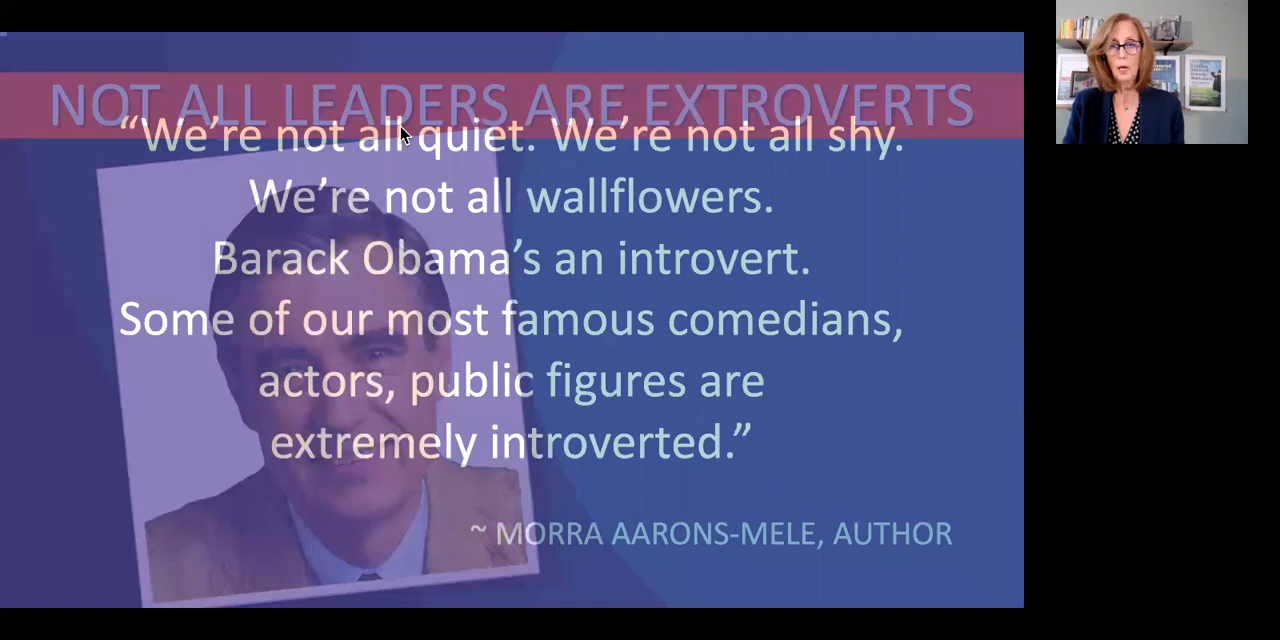 NOT ALL LEADERS ARE EXTROVERTS
“We’re not all quiet. We’re not all shy.
We’re not all wallflowers.
Barack Obama’s an introvert.
Some of our most famous comedians,
actors, public figures are
extremely introverted.”
~ MORRA AARONS-MELE, AUTHOR